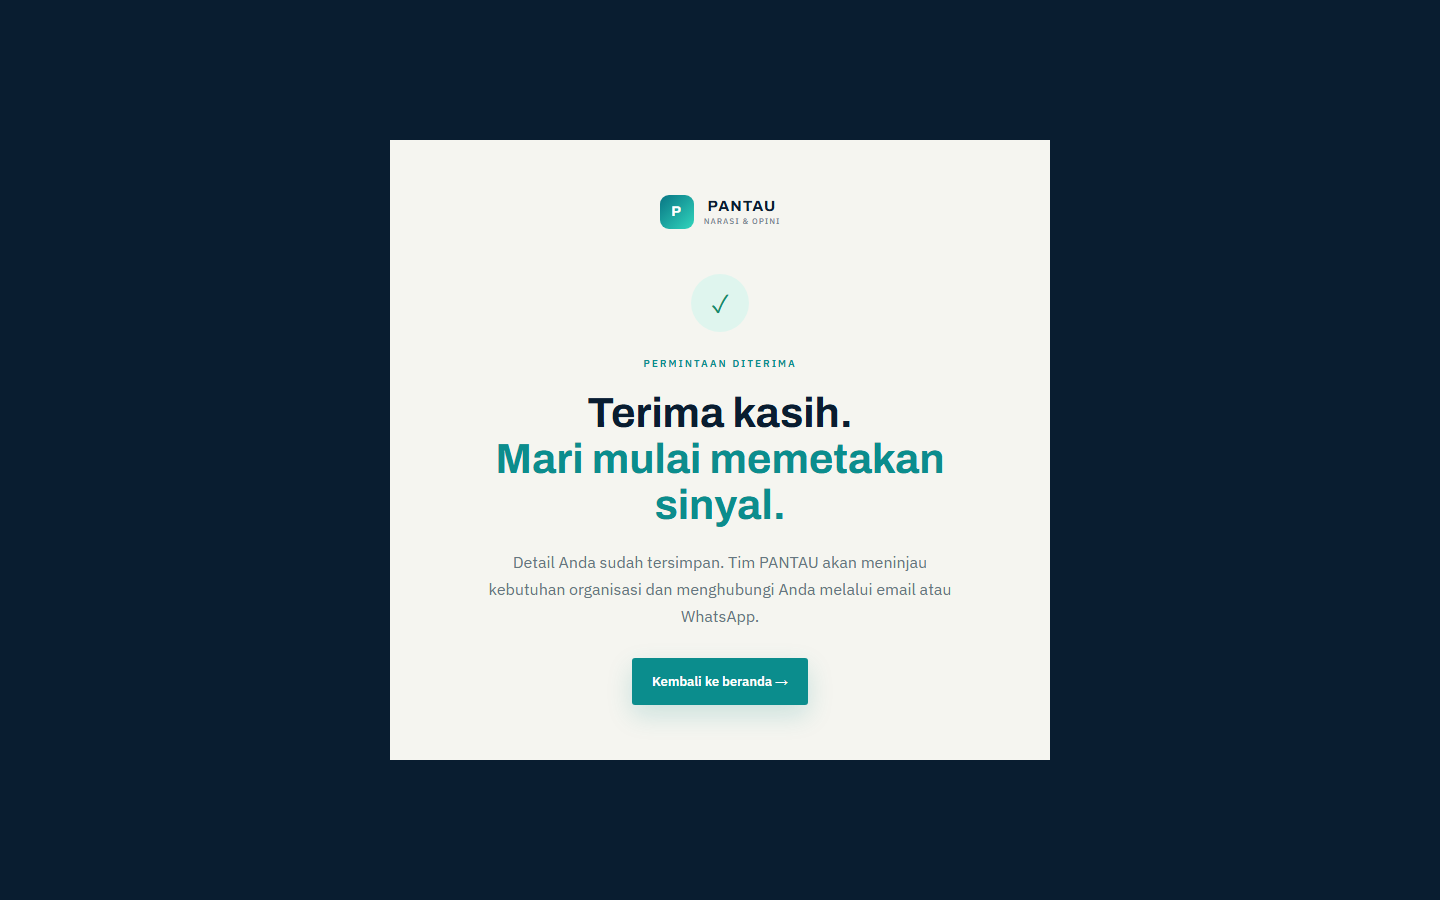 P
PANTAU
NARASI & OPINI
✓
PERMINTAAN DITERIMA
Terima kasih.
Mari mulai memetakan
sinyal.
Detail Anda sudah tersimpan. Tim PANTAU akan meninjau
kebutuhan organisasi dan menghubungi Anda melalui email atau
WhatsApp.
Kembali ke beranda →